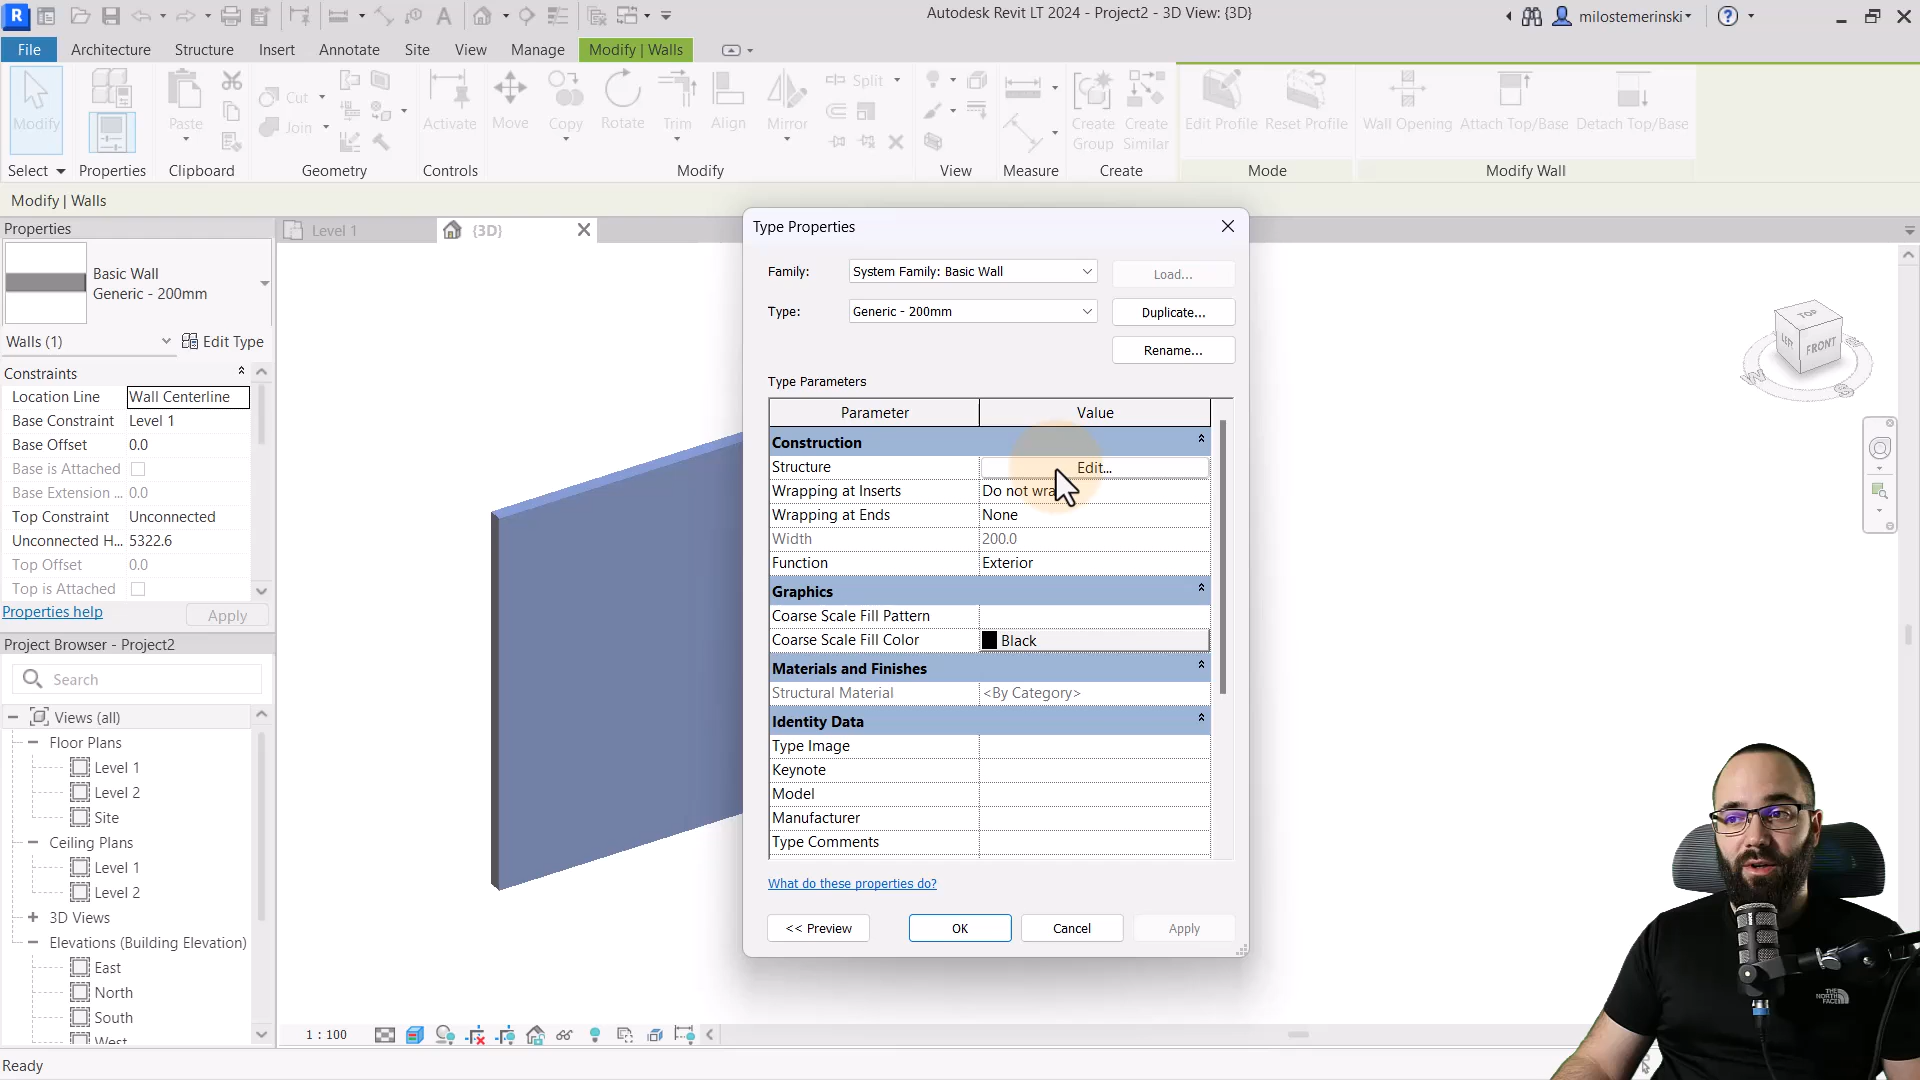 Autodesk Revit LT 2024 - Project2 - 3D View: {3D}
milostemerinski
File
Architecture
Structure
Insert
Annotate
Site
View
Manage
Modify | Walls
Modify
Paste
Cut
Join
Activate
Move
Copy
Rotate
Trim
Align
Mirror
Split
Create Group
Create Similar
Edit Profile
Reset Profile
Wall Opening
Attach Top/Base
Detach Top/Base
Select
Properties
Clipboard
Geometry
Controls
Modify
View
Measure
Create
Mode
Modify Wall
Modify | Walls
Properties
Basic Wall
Generic - 200mm
Walls (1)
Edit Type
Constraints
Location Line Wall Centerline
Base Constraint Level 1
Base Offset 0.0
Base is Attached
Base Extension ... 0.0
Top Constraint Unconnected
Unconnected H... 5322.6
Top Offset 0.0
Top is Attached
Properties help
Apply
Project Browser - Project2
Search
Views (all)
Floor Plans
Level 1
Level 2
Site
Ceiling Plans
Level 1
Level 2
3D Views
Elevations (Building Elevation)
East
North
South
West
Level 1
{3D}
Type Properties
Family: System Family: Basic Wall
Load...
Type: Generic - 200mm
Duplicate...
Rename...
Type Parameters
Parameter Value
Construction
Structure Edit...
Wrapping at Inserts Do not wra
Wrapping at Ends None
Width 200.0
Function Exterior
Graphics
Coarse Scale Fill Pattern
Coarse Scale Fill Color Black
Materials and Finishes
Structural Material <By Category>
Identity Data
Type Image
Keynote
Model
Manufacturer
Type Comments
What do these properties do?
<< Preview
OK
Cancel
Apply
TOP
LEFT
FRONT
W
S
1 : 100
Ready
THE
NORTH
FACE